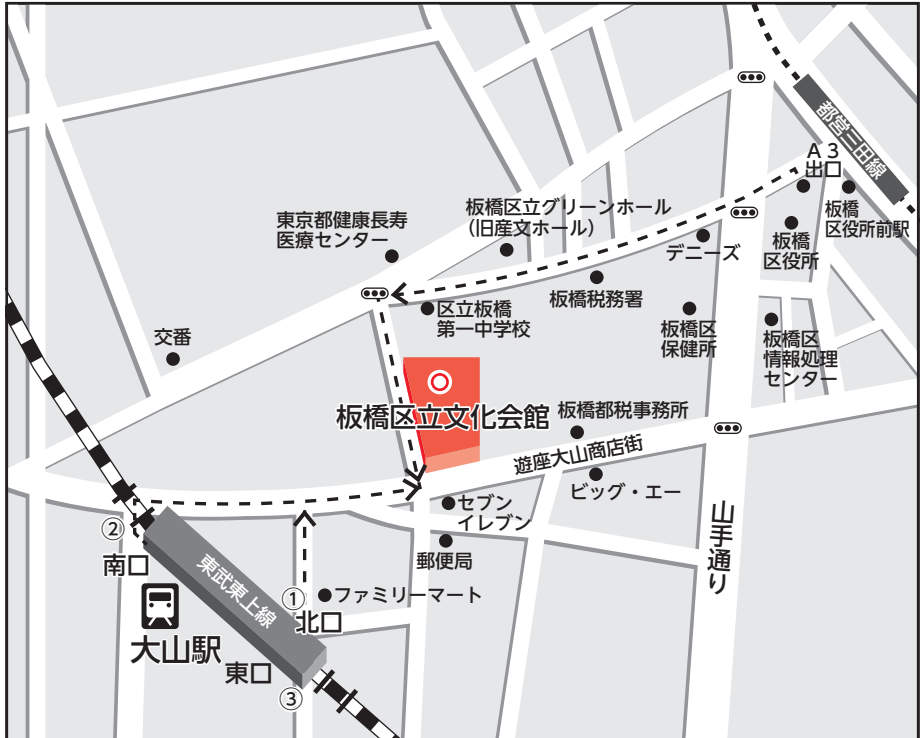 都営三田線
A3
出口
板橋
区役所前駅
板橋
区役所
デニーズ
板橋区立グリーンホール
（旧産文ホール）
東京都健康長寿
医療センター
板橋税務署
区立板橋
第一中学校
板橋区
保健所
板橋区
情報処理
センター
交番
板橋区立文化会館
板橋都税事務所
遊座大山商店街
ビッグ・エー
セブン
イレブン
郵便局
山手通り
②
南口
東武東上線
①
北口
ファミリーマート
大山駅
東口
③